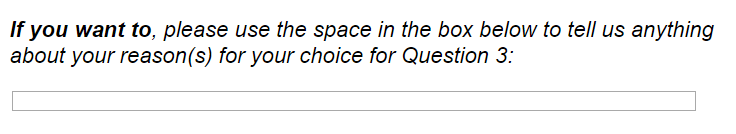 If you want to, please use the space in the box below to tell us anything
about your reason(s) for your choice for Question 3: